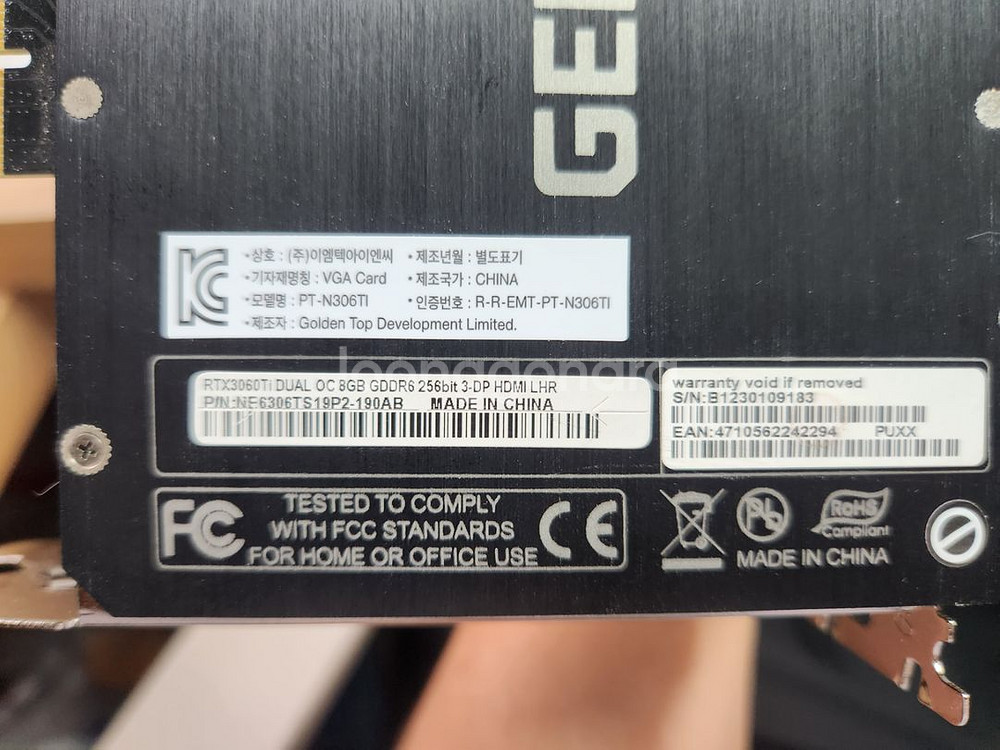 GE
KC
•상호 : (주)이엠텍아이엔씨 •제조년월 : 별도표기
•기자재명칭 : VGA Card •제조국가 : CHINA
•모델명 : PT-N306TI •인증번호 : R-R-EMT-PT-N306TI
•제조자 : Golden Top Development Limited.
RTX3060Ti DUAL OC 8GB GDDR6 256bit 3-DP HDMI LHR
P/N:NE6306TS19P2-190AB MADE IN CHINA
warranty void if removed
S/N:B1230109183
EAN:4710562242294 PUXX
FC
TESTED TO COMPLY
WITH FCC STANDARDS
FOR HOME OR OFFICE USE
CE
Pb
RoHS
Compliant
MADE IN CHINA